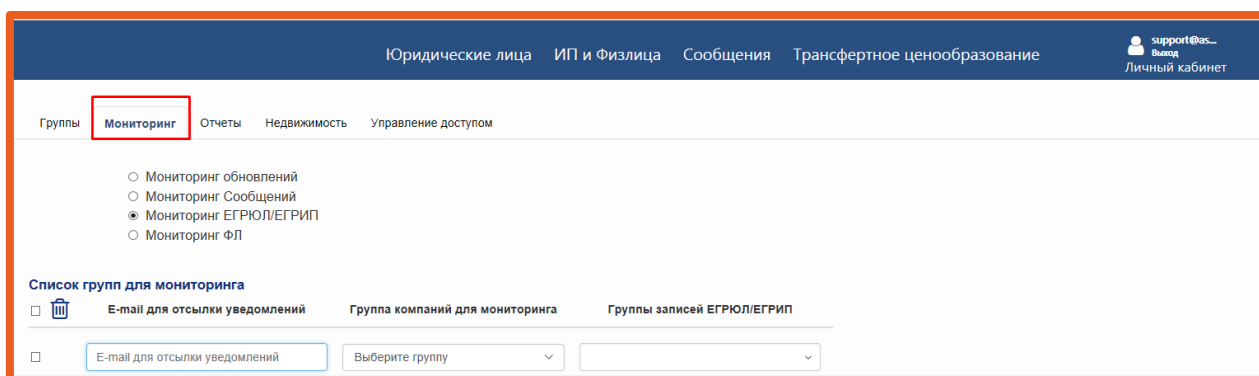 Юридические лица ИП и Физлица Сообщения Трансфертное ценообразование
support@as...
Выход
Личный кабинет
Группы Мониторинг Отчеты Недвижимость Управление доступом
Мониторинг обновлений
Мониторинг Сообщений
Мониторинг ЕГРЮЛ/ЕГРИП
Мониторинг ФЛ
Список групп для мониторинга
E-mail для отсылки уведомлений Группа компаний для мониторинга Группы записей ЕГРЮЛ/ЕГРИП
E-mail для отсылки уведомлений Выберите группу